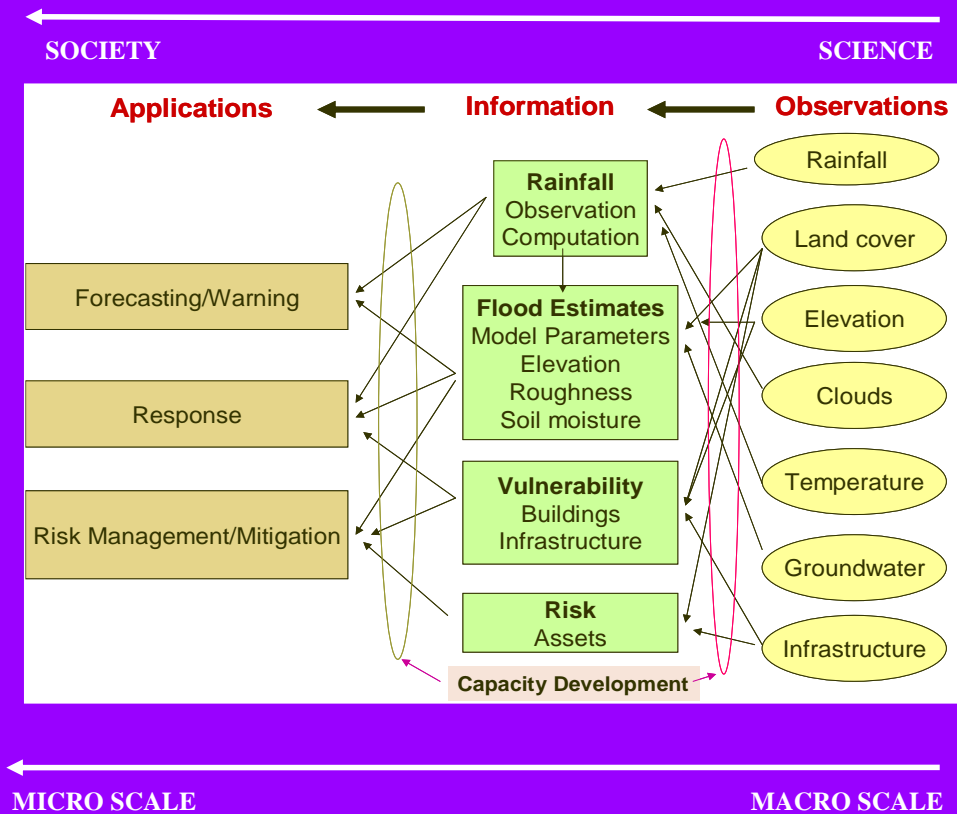 SOCIETY
SCIENCE
Applications
Information
Observations
Rainfall
Observation
Computation
Flood Estimates
Model Parameters
Elevation
Roughness
Soil moisture
Vulnerability
Buildings
Infrastructure
Risk
Assets
Forecasting/Warning
Response
Risk Management/Mitigation
Rainfall
Land cover
Elevation
Clouds
Temperature
Groundwater
Infrastructure
Capacity Development
MICRO SCALE
MACRO SCALE